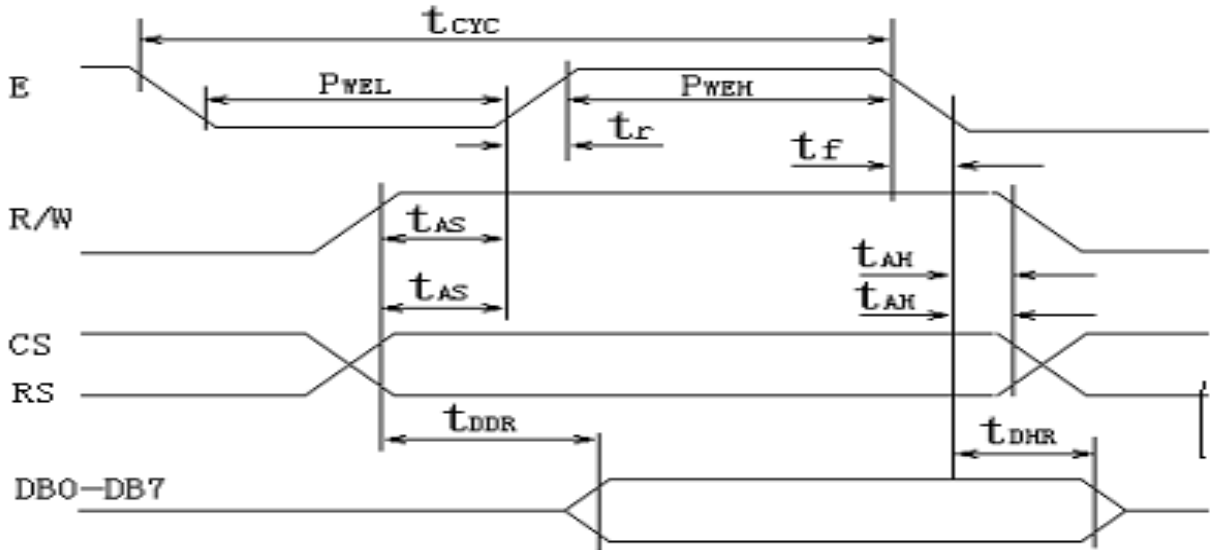 tCYC
E
PWEL
PWEH
tr
tf
R/W
tAS
tAH
tAS
tAH
CS
RS
tDDR
tDHR
DB0-DB7